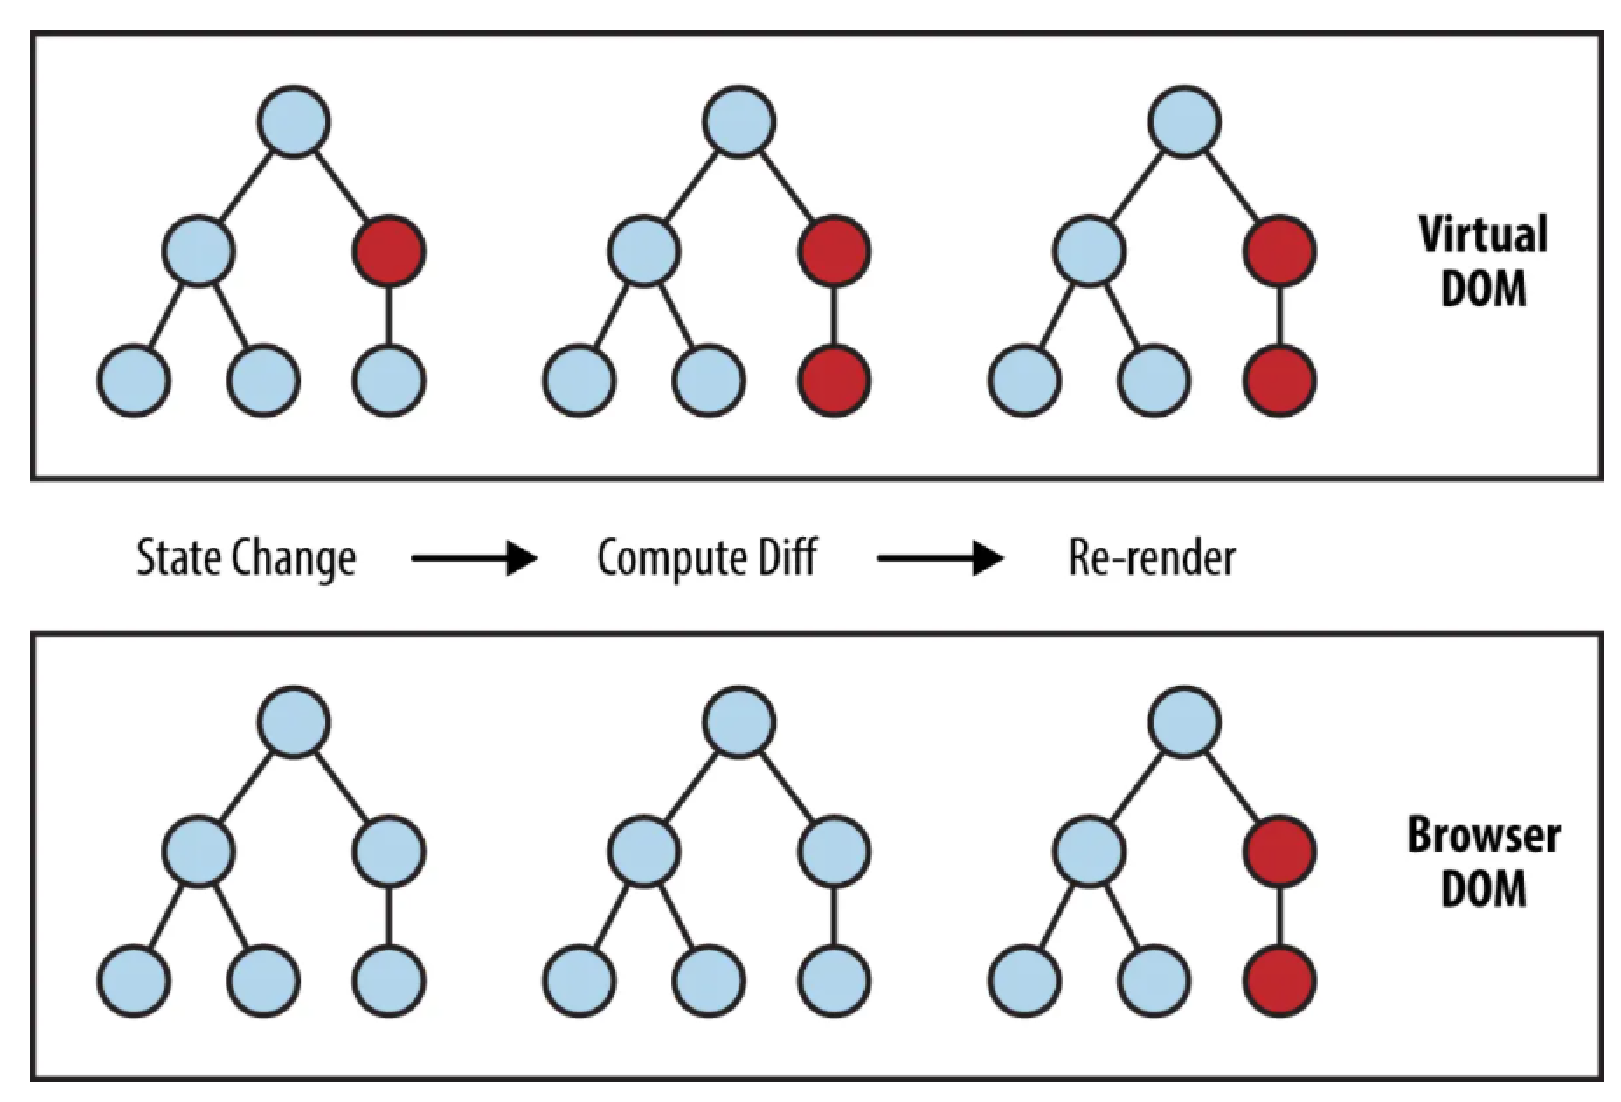 Virtual
DOM
State Change
Compute Diff
Re-render
Browser
DOM